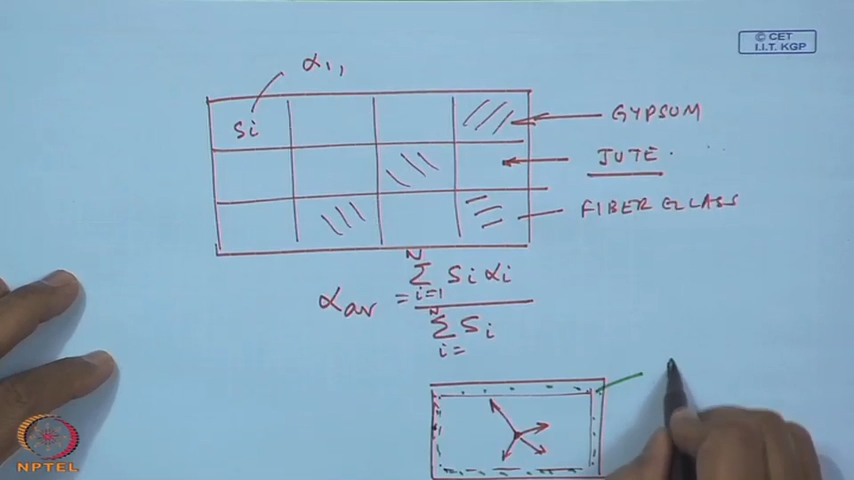 © CET
I.I.T. KGP
α1,
Si
GYPSUM
JUTE
FIBER GLASS
αav = ∑ i=1 N Si αi / ∑ i= N Si
NPTEL